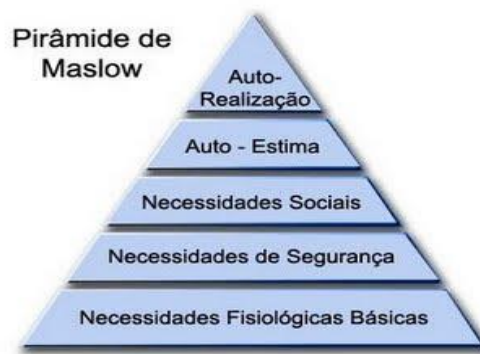 Pirâmide de
Maslow
Auto-
Realização
Auto - Estima
Necessidades Sociais
Necessidades de Segurança
Necessidades Fisiológicas Básicas